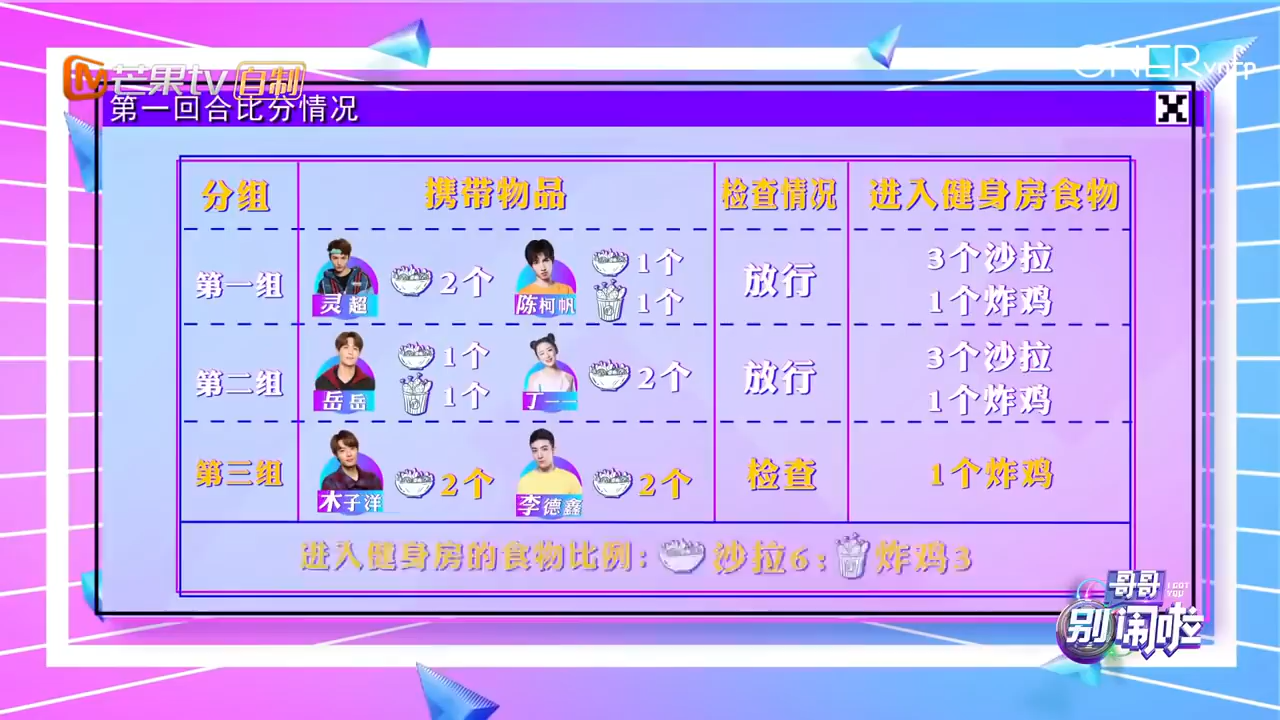 芒果tv 自制
ONER
第一回合比分情况
分组 携带物品 检查情况 进入健身房食物
第一组 灵超 2个 陈柯帆 1个 1个 放行 3个沙拉 1个炸鸡
第二组 岳岳 1个 1个 丁一一 2个 放行 3个沙拉 1个炸鸡
第三组 木子洋 2个 李德鑫 2个 检查 1个炸鸡
进入健身房的食物比例: 沙拉6: 炸鸡3
哥哥
I GOT
YOU
别闹啦